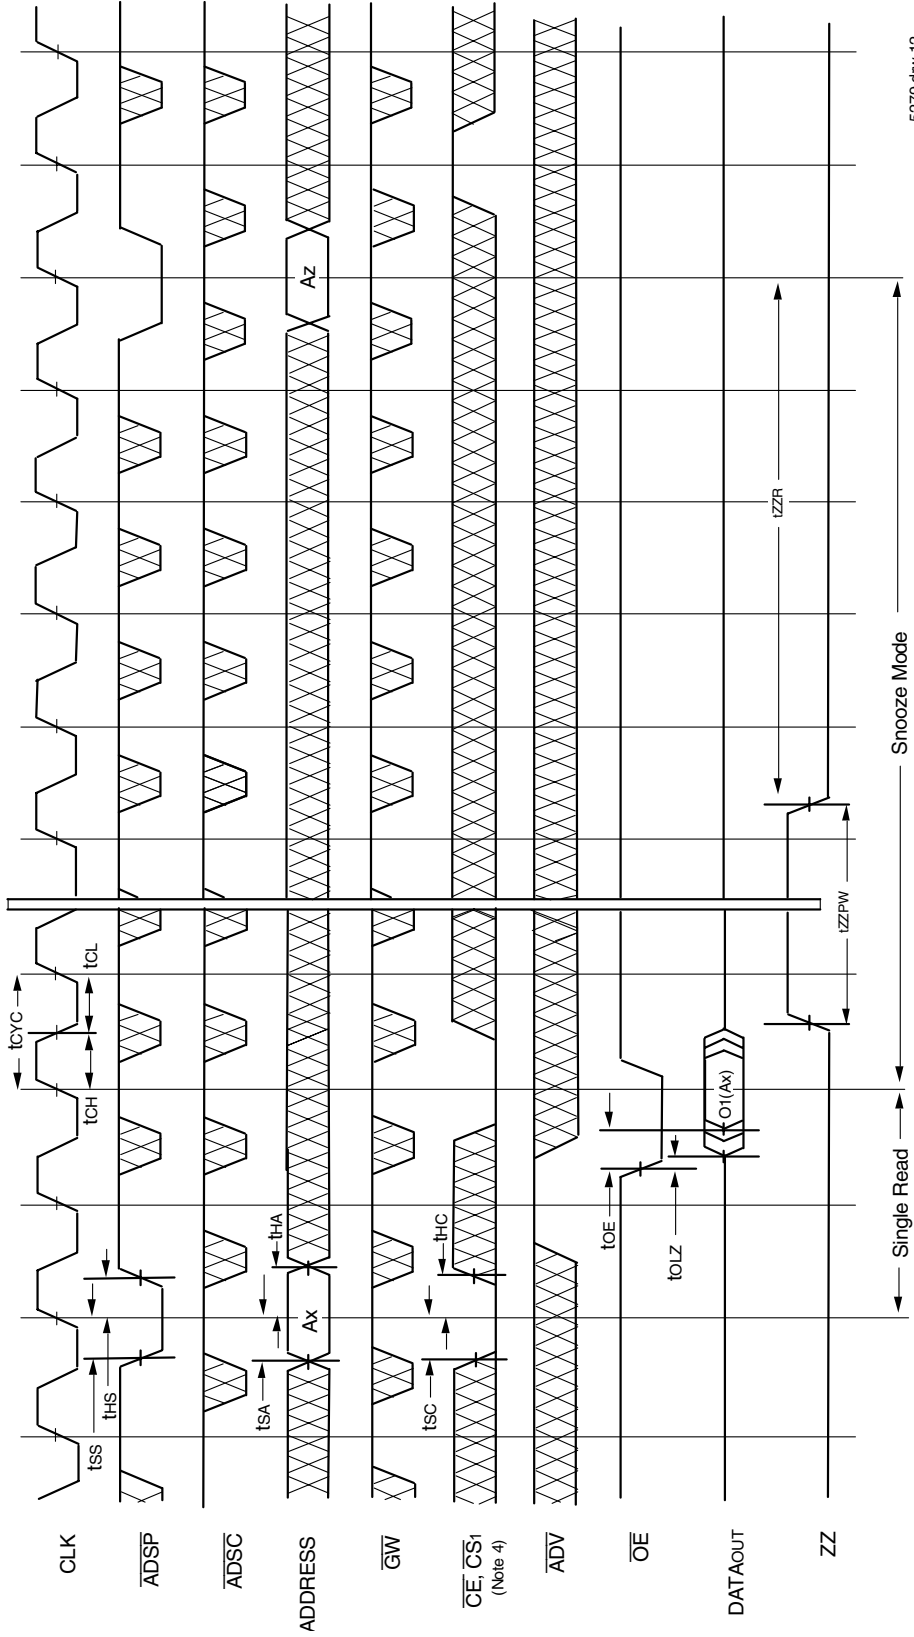 CLK
tSS
tHS
tCH
tCYC
tCL
ADSP
ADSC
ADDRESS
tSA
tHA
Ax
Az
GW
CE, CS1
(Note 4)
tSC
tHC
ADV
OE
tOE
tOLZ
DATAOUT
O1(Ax)
ZZ
tZZPW
tZZR
Single Read
Snooze Mode